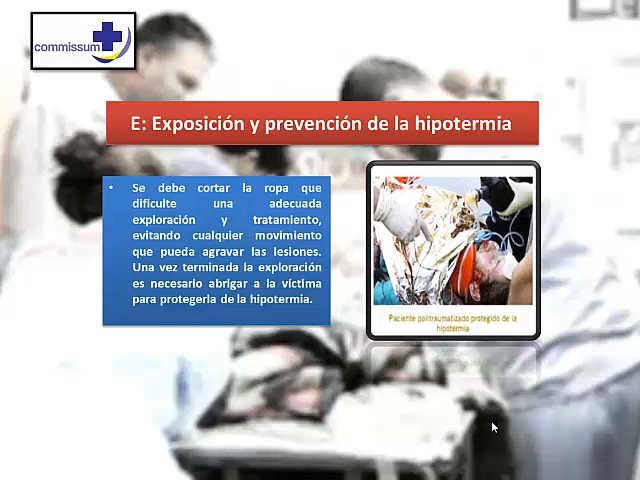 commissum
E: Exposición y prevención de la hipotermia
• Se debe cortar la ropa que
dificulte una adecuada
exploración y tratamiento,
evitando cualquier movimiento
que pueda agravar las lesiones.
Una vez terminada la exploración
es necesario abrigar a la víctima
para protegerla de la hipotermia.
Paciente politraumatizado protegido de la
hipotermia